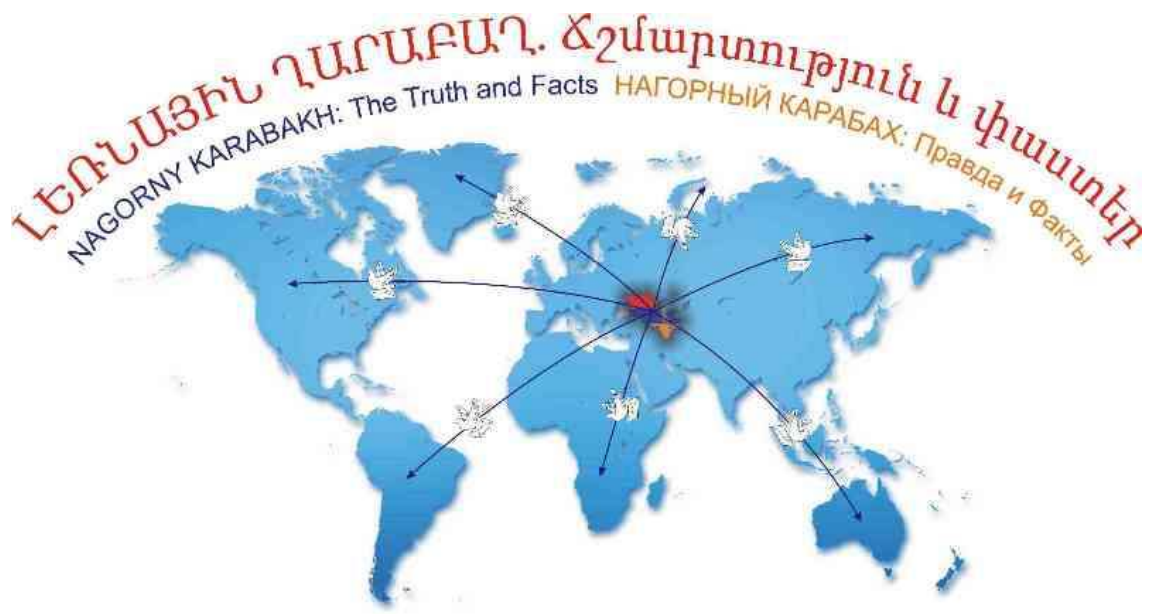 ԼԵՌՆԱՅԻՆ ՂԱՐԱԲԱՂ. Ճշմարտություն և փաստեր
NAGORNY KARABAKH: The Truth and Facts НАГОРНЫЙ КАРАБАХ: Правда и Факты